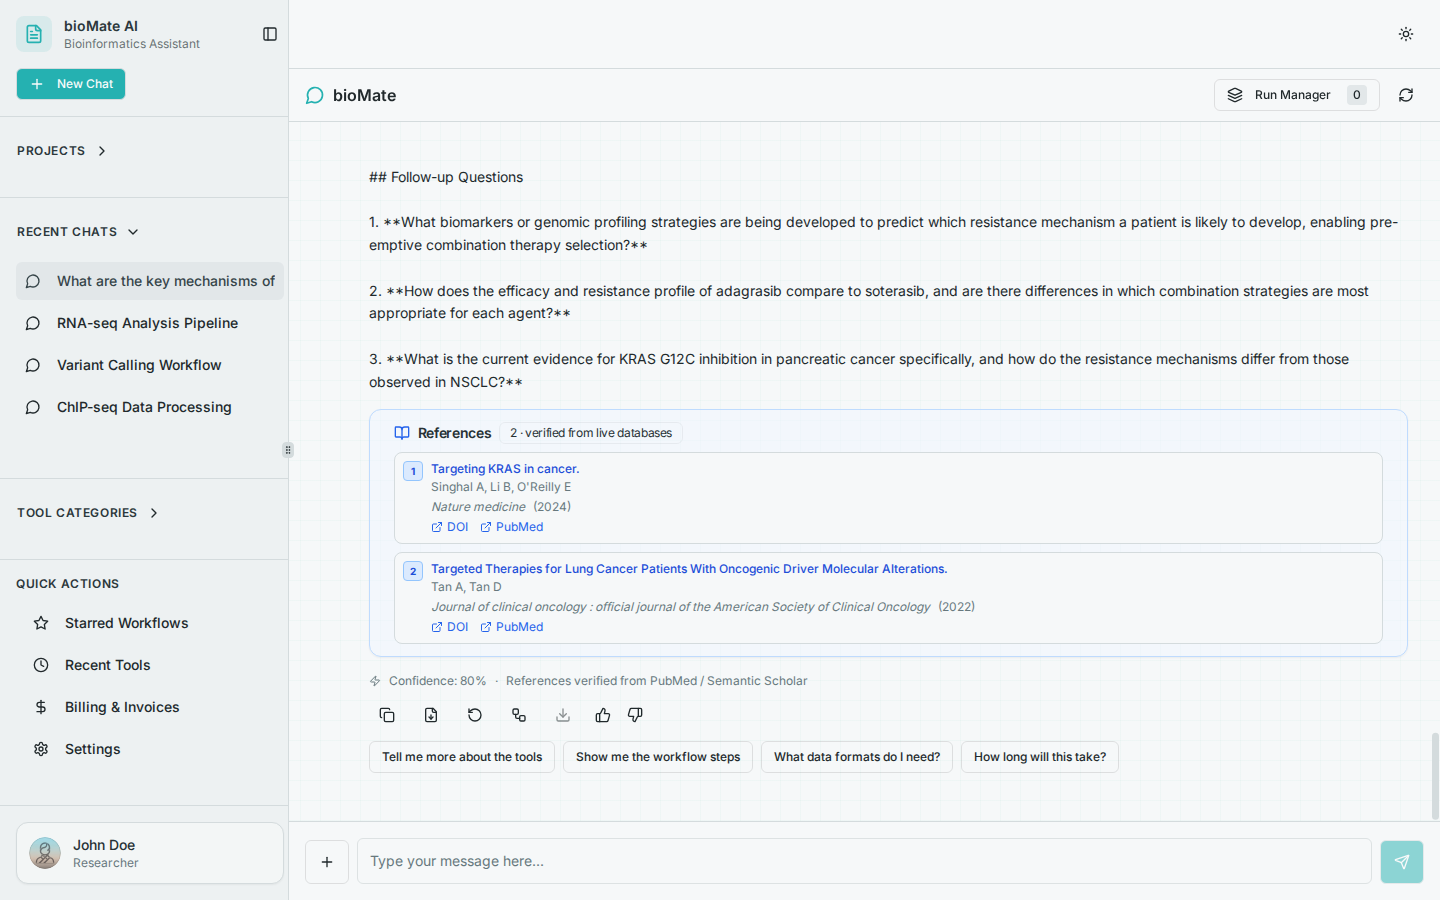 bioMate AI
Bioinformatics Assistant
New Chat
PROJECTS
RECENT CHATS
What are the key mechanisms of
RNA-seq Analysis Pipeline
Variant Calling Workflow
ChIP-seq Data Processing
TOOL CATEGORIES
QUICK ACTIONS
Starred Workflows
Recent Tools
Billing & Invoices
Settings
John Doe
Researcher
bioMate
Run Manager 0
## Follow-up Questions
1. **What biomarkers or genomic profiling strategies are being developed to predict which resistance mechanism a patient is likely to develop, enabling pre-
emptive combination therapy selection?**
2. **How does the efficacy and resistance profile of adagrasib compare to soterasib, and are there differences in which combination strategies are most
appropriate for each agent?**
3. **What is the current evidence for KRAS G12C inhibition in pancreatic cancer specifically, and how do the resistance mechanisms differ from those
observed in NSCLC?**
References 2 · verified from live databases
1 Targeting KRAS in cancer.
Singhal A, Li B, O'Reilly E
Nature medicine (2024)
DOI PubMed
2 Targeted Therapies for Lung Cancer Patients With Oncogenic Driver Molecular Alterations.
Tan A, Tan D
Journal of clinical oncology : official journal of the American Society of Clinical Oncology (2022)
DOI PubMed
Confidence: 80% · References verified from PubMed / Semantic Scholar
Tell me more about the tools Show me the workflow steps What data formats do I need? How long will this take?
Type your message here...